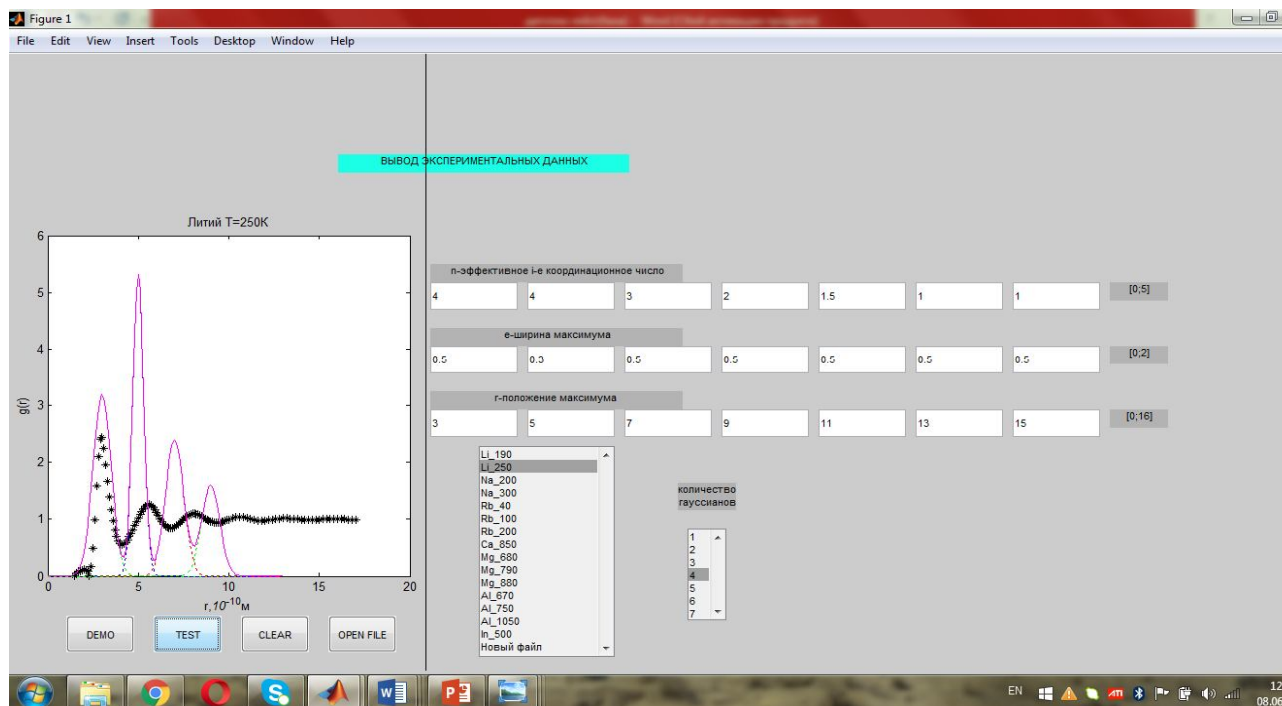 Figure 1
File Edit View Insert Tools Desktop Window Help
ВЫВОД ЭКСПЕРИМЕНТАЛЬНЫХ ДАННЫХ
Литий T=250K
6
5
4
3
2
1
0
g(r)
0 5 10 15 20
r,10⁻¹⁰м
DEMO TEST CLEAR OPEN FILE
n-эффективное i-е координационное число
4 4 3 2 1.5 1 1 [0;5]
e-ширина максимума
0.5 0.3 0.5 0.5 0.5 0.5 0.5 [0;2]
r-положение максимума
3 5 7 9 11 13 15 [0;16]
Li_190
Li_250
Na_200
Na_300
Rb_40
Rb_100
Rb_200
Ca_850
Mg_680
Mg_790
Mg_880
Al_670
Al_750
Al_1050
In_500
Новый файл
количество
гауссианов
1
2
3
4
5
6
7
EN
12
08.06